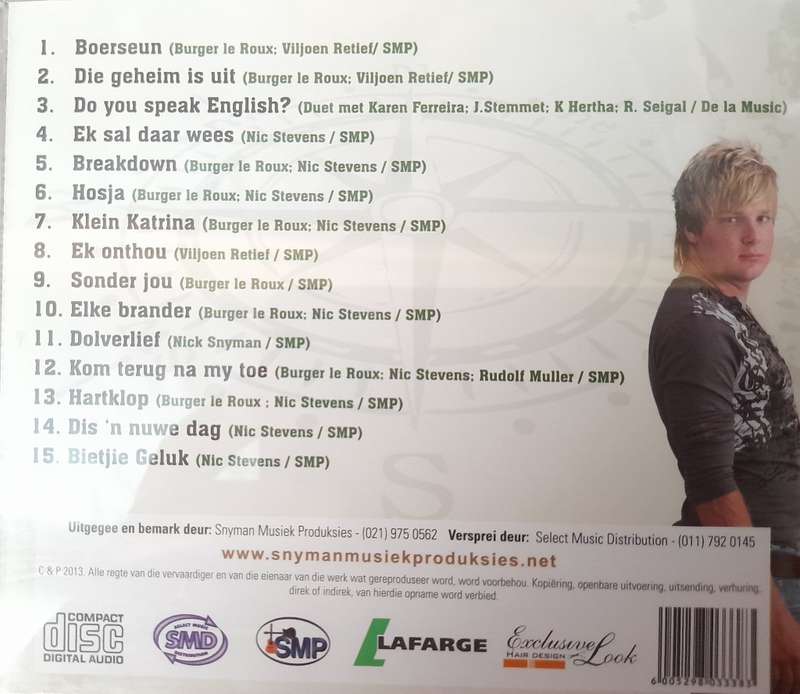 1. Boerseun (Burger le Roux; Viljoen Retief/ SMP)
2. Die geheim is uit (Burger le Roux; Viljoen Retief/ SMP)
3. Do you speak English? (Duet met Karen Ferreira; J.Stemmet; K Hertha; R. Seigal / De la Music)
4. Ek sal daar wees (Nic Stevens / SMP)
5. Breakdown (Burger le Roux; Nic Stevens / SMP)
6. Hosja (Burger le Roux; Nic Stevens / SMP)
7. Klein Katrina (Burger le Roux; Nic Stevens / SMP)
8. Ek onthou (Viljoen Retief / SMP)
9. Sonder jou (Burger le Roux / SMP)
10. Elke brander (Burger le Roux; Nic Stevens / SMP)
11. Dolverlief (Nick Snyman / SMP)
12. Kom terug na my toe (Burger le Roux; Nic Stevens; Rudolf Muller / SMP)
13. Hartklop (Burger le Roux ; Nic Stevens / SMP)
14. Dis 'n nuwe dag (Nic Stevens / SMP)
15. Bietjie Geluk (Nic Stevens / SMP)
S
Uitgegee en bemark deur: Snyman Musiek Produksies - (021) 975 0562 Versprei deur: Select Music Distribution - (011) 792 0145
www.snymanmusiekproduksies.net
C & P 2013. Alle regte van die vervaardiger en van die eienaar van die werk wat gereproduseer word, word voorbehou. Kopiëring, openbare uitvoering, uitsending, verhuring,
direk of indirek, van hierdie opname word verbied.
COMPACT
disc
DIGITAL AUDIO
SELECT MUSIC
SMD
DISTRIBUTION
SMP
LAFARGE
Exclusive
HAIR DESIGN
Look